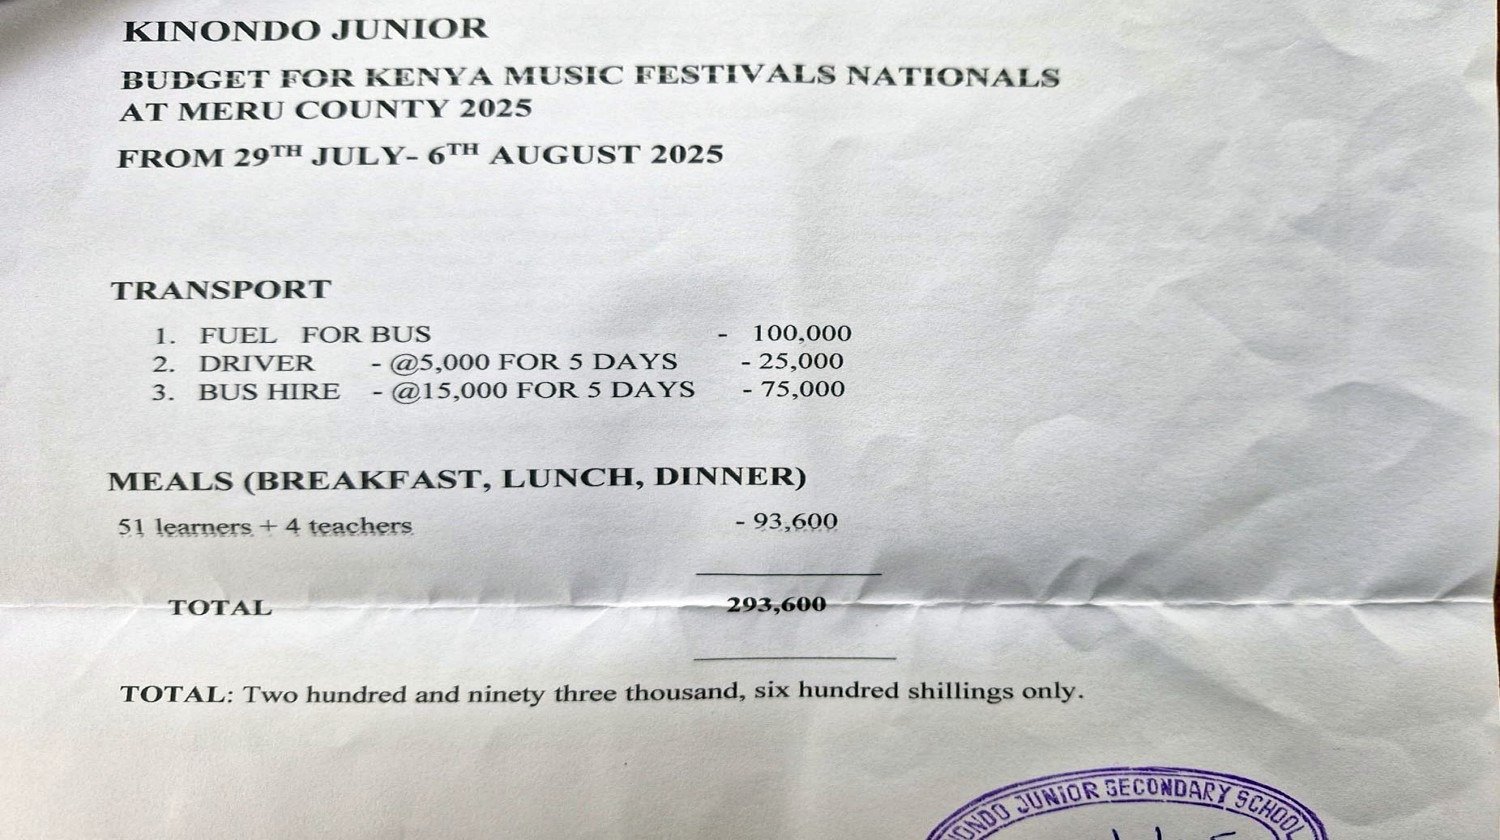 KINONDO JUNIOR
BUDGET FOR KENYA MUSIC FESTIVALS NATIONALS
AT MERU COUNTY 2025
FROM 29TH JULY- 6TH AUGUST 2025
TRANSPORT
1. FUEL FOR BUS - 100,000
2. DRIVER - @5,000 FOR 5 DAYS - 25,000
3. BUS HIRE - @15,000 FOR 5 DAYS - 75,000
MEALS (BREAKFAST, LUNCH, DINNER)
51 learners + 4 teachers - 93,600
TOTAL 293,600
TOTAL: Two hundred and ninety three thousand, six hundred shillings only.
JUNIOR SECONDARY SCHOOL